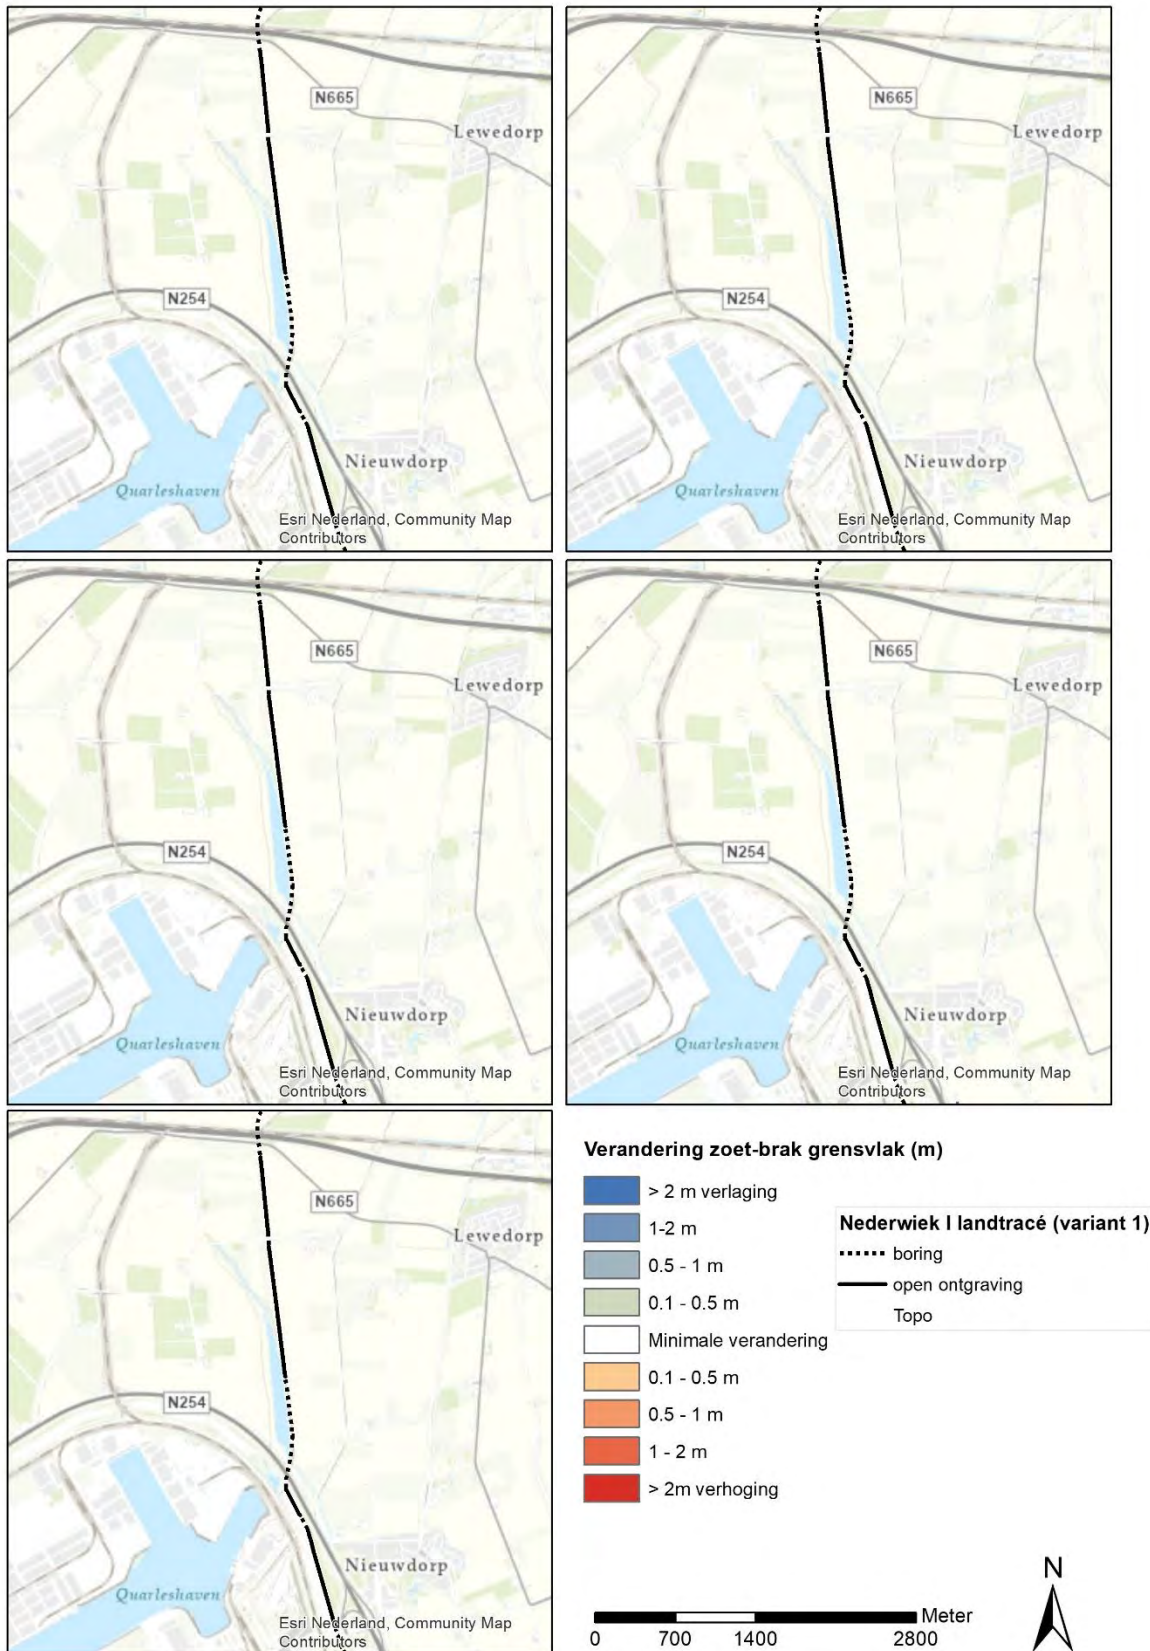 N665
Lewedorp
N254
Nieuwdorp
Quarleshaven
Esri Nederland, Community Map
Contributors
N665
Lewedorp
N254
Nieuwdorp
Quarleshaven
Esri Nederland, Community Map
Contributors
N665
Lewedorp
N254
Nieuwdorp
Quarleshaven
Esri Nederland, Community Map
Contributors
N665
Lewedorp
N254
Nieuwdorp
Quarleshaven
Esri Nederland, Community Map
Contributors
N665
Lewedorp
N254
Nieuwdorp
Quarleshaven
Esri Nederland, Community Map
Contributors
Verandering zoet-brak grensvlak (m)
> 2 m verlaging
1-2 m
0.5 - 1 m
0.1 - 0.5 m
Minimale verandering
0.1 - 0.5 m
0.5 - 1 m
1 - 2 m
> 2m verhoging
Nederwiek I landtracé (variant 1)
boring
open ontgraving
Topo
Meter
0 700 1400 2800
N